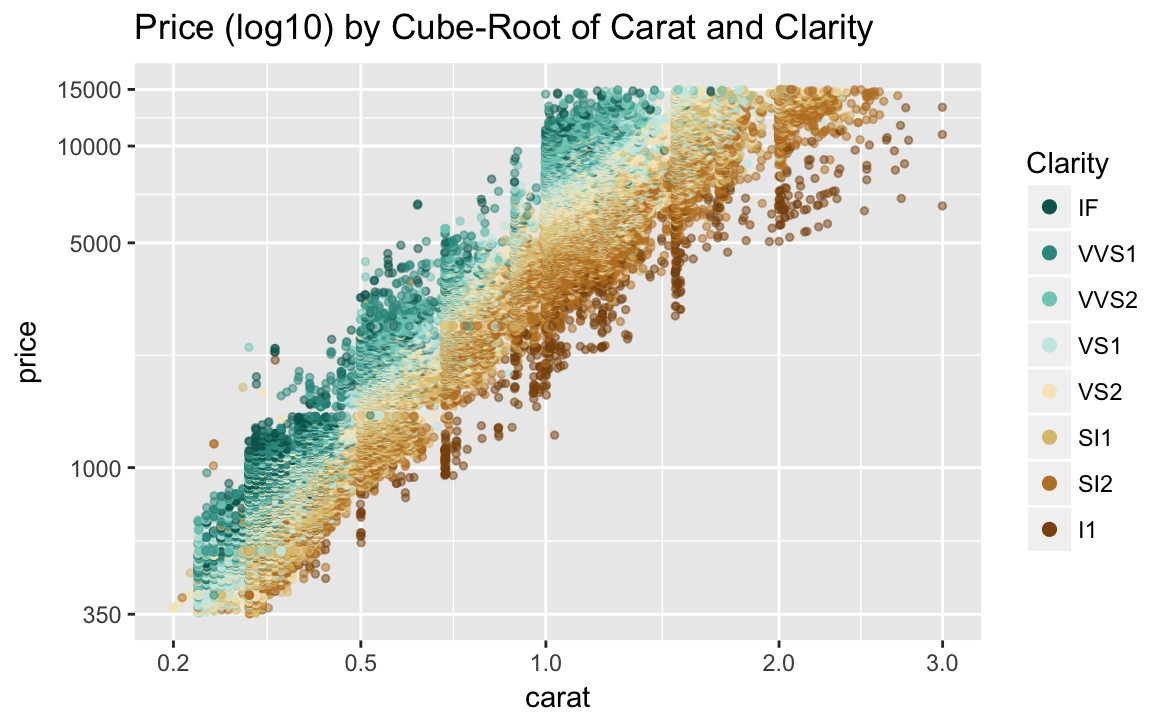 Price (log10) by Cube-Root of Carat and Clarity
15000
10000
5000
1000
350
price
0.2
0.5
1.0
2.0
3.0
carat
Clarity
IF
VVS1
VVS2
VS1
VS2
SI1
SI2
I1